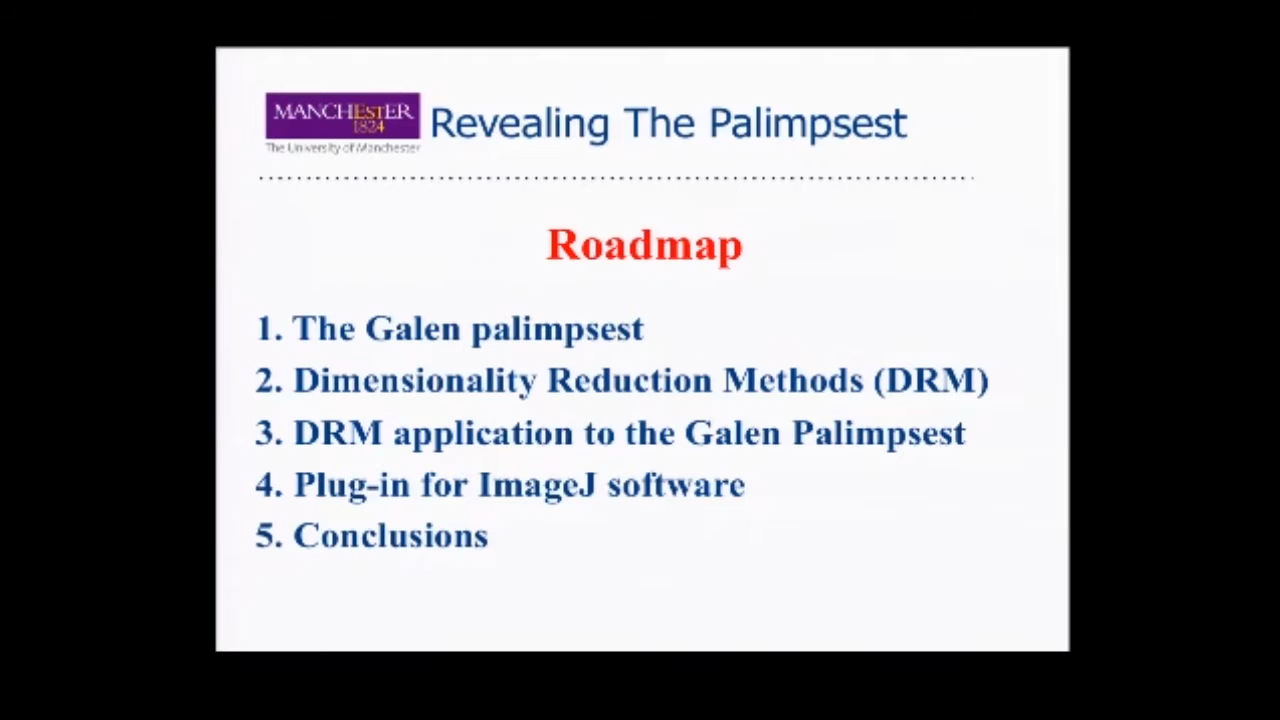 MANCHESTER
1824
The University of Manchester
Revealing The Palimpsest
Roadmap
1. The Galen palimpsest
2. Dimensionality Reduction Methods (DRM)
3. DRM application to the Galen Palimpsest
4. Plug-in for ImageJ software
5. Conclusions